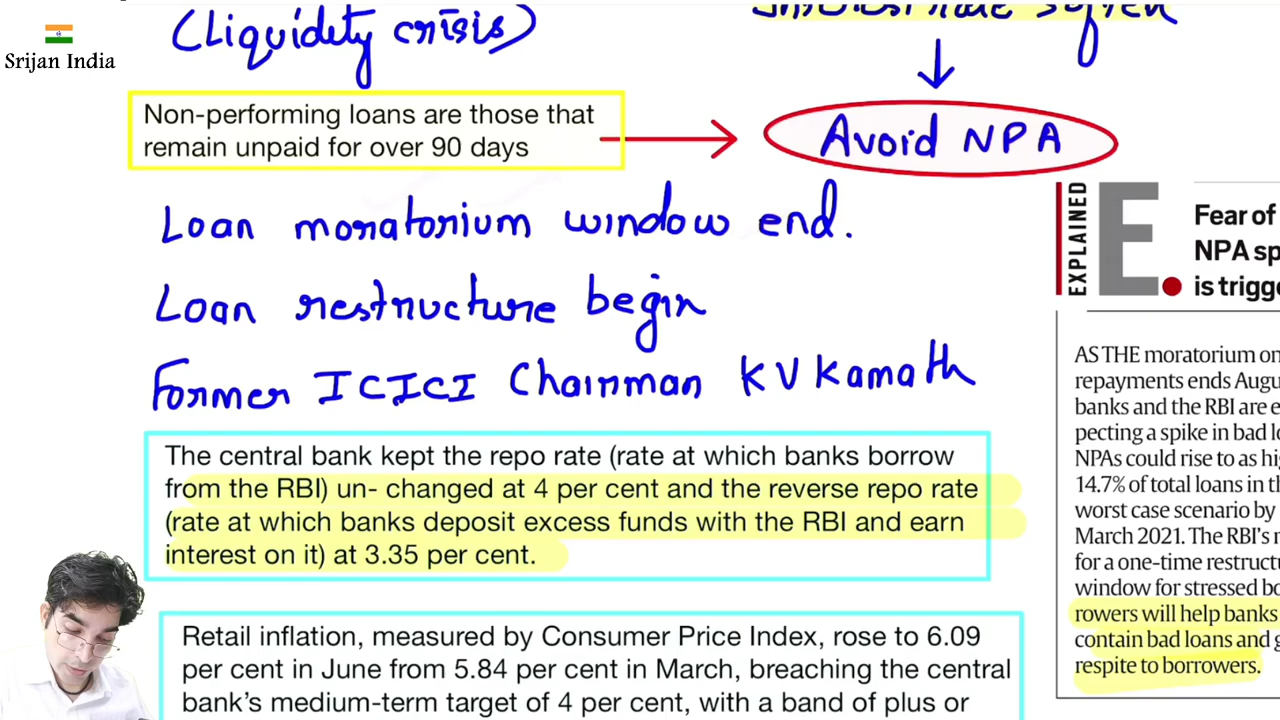 Srijan India
(Liquidety crisis)
Interest rate soften
Non-performing loans are those that
remain unpaid for over 90 days
Avoid NPA
Loan moratorium window end.
Loan restructure begin
Former ICICI Chairman KV Kamath
The central bank kept the repo rate (rate at which banks borrow
from the RBI) un- changed at 4 per cent and the reverse repo rate
(rate at which banks deposit excess funds with the RBI and earn
interest on it) at 3.35 per cent.
Retail inflation, measured by Consumer Price Index, rose to 6.09
per cent in June from 5.84 per cent in March, breaching the central
bank's medium-term target of 4 per cent, with a band of plus or
EXPLAINED
E.
Fear of
NPA sp
is trigge
AS THE moratorium on
repayments ends Augu
banks and the RBI are e
pecting a spike in bad lo
NPAs could rise to as hi
14.7% of total loans in th
worst case scenario by
March 2021. The RBI's
for a one-time restructu
window for stressed bo
rowers will help banks
contain bad loans and g
respite to borrowers.